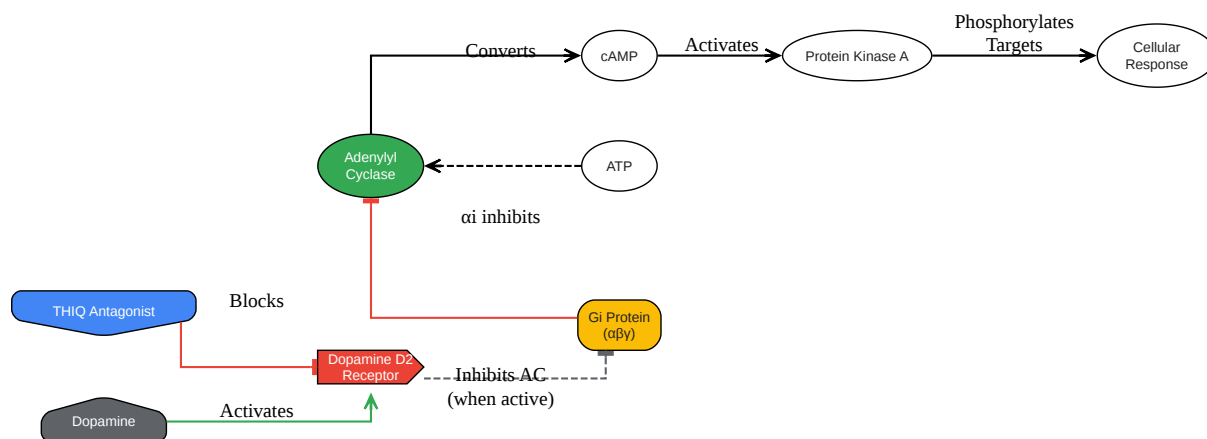 Phosphorylates
Targets
Converts
cAMP
Activates
Protein Kinase A
Cellular
Response
Adenylyl
Cyclase
ATP
αi inhibits
THIQ Antagonist
Blocks
Gi Protein
(αβγ)
Dopamine D2
Receptor
Inhibits AC
(when active)
Dopamine
Activates